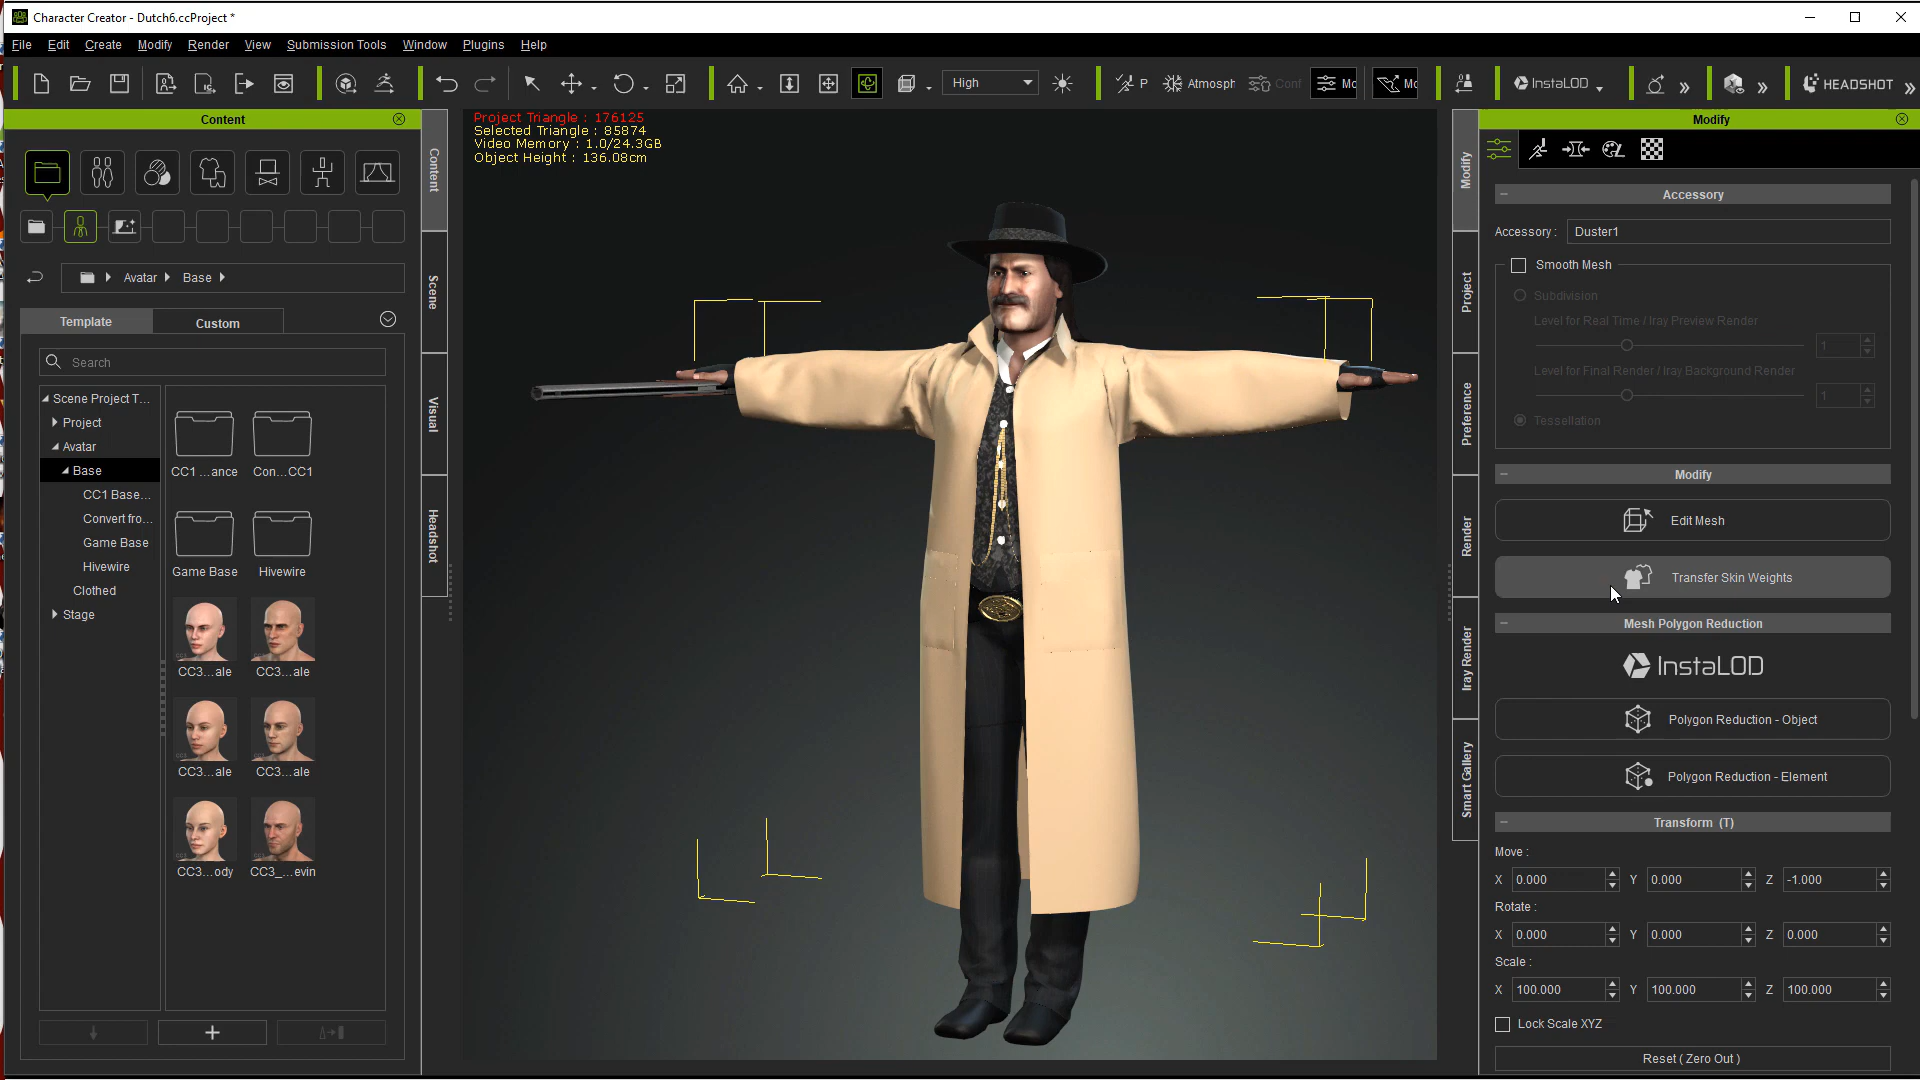 Character Creator - Dutch6.ccProject *
File Edit Create Modify Render View Submission Tools Window Plugins Help
High P Atmosph Conf Mc Mc InstaLOD HEADSHOT
Content
Project Triangle : 176125
Selected Triangle : 85874
Video Memory : 1.0/24.3GB
Object Height : 136.08cm
Avatar Base
Template Custom
Search
Scene Project T...
Project
Avatar
Base
CC1 Base...
Convert fro...
Game Base
Hivewire
Clothed
Stage
CC1 ...ance Con...CC1
Game Base Hivewire
CC3...ale CC3...ale
CC3...ale CC3...ale
CC3...ody CC3_...evin
Content
Scene
Visual
Headshot
Modify
Project
Preference
Render
Iray Render
Smart Gallery
Modify
Accessory
Accessory : Duster1
Smooth Mesh
Subdivision
Level for Real Time / Iray Preview Render
1
Level for Final Render / Iray Background Render
1
Tessellation
Modify
Edit Mesh
Transfer Skin Weights
Mesh Polygon Reduction
InstaLOD
Polygon Reduction - Object
Polygon Reduction - Element
Transform (T)
Move :
X 0.000 Y 0.000 Z -1.000
Rotate :
X 0.000 Y 0.000 Z 0.000
Scale :
X 100.000 Y 100.000 Z 100.000
Lock Scale XYZ
Reset ( Zero Out )